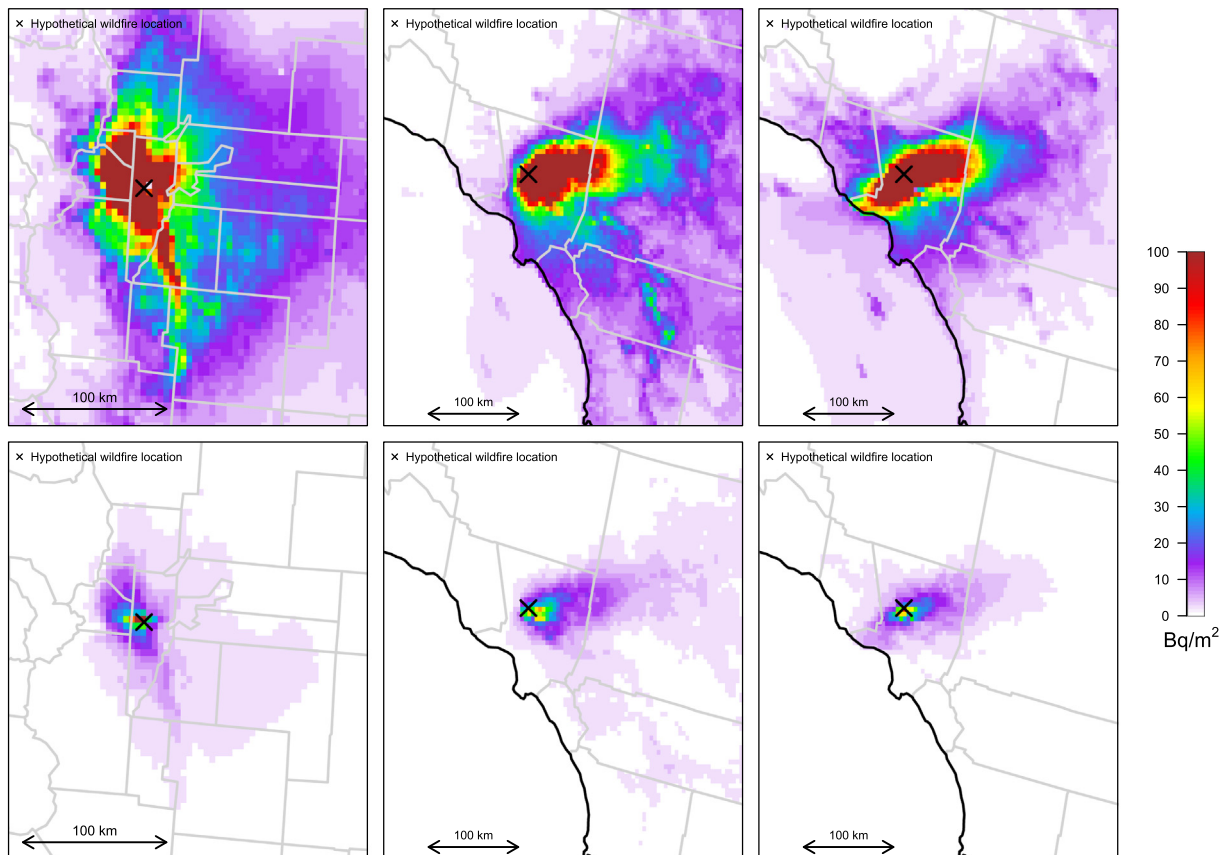 × Hypothetical wildfire location
100 km
× Hypothetical wildfire location
100 km
× Hypothetical wildfire location
100 km
× Hypothetical wildfire location
100 km
× Hypothetical wildfire location
100 km
× Hypothetical wildfire location
100 km
100
90
80
70
60
50
40
30
20
10
0
Bq/m²